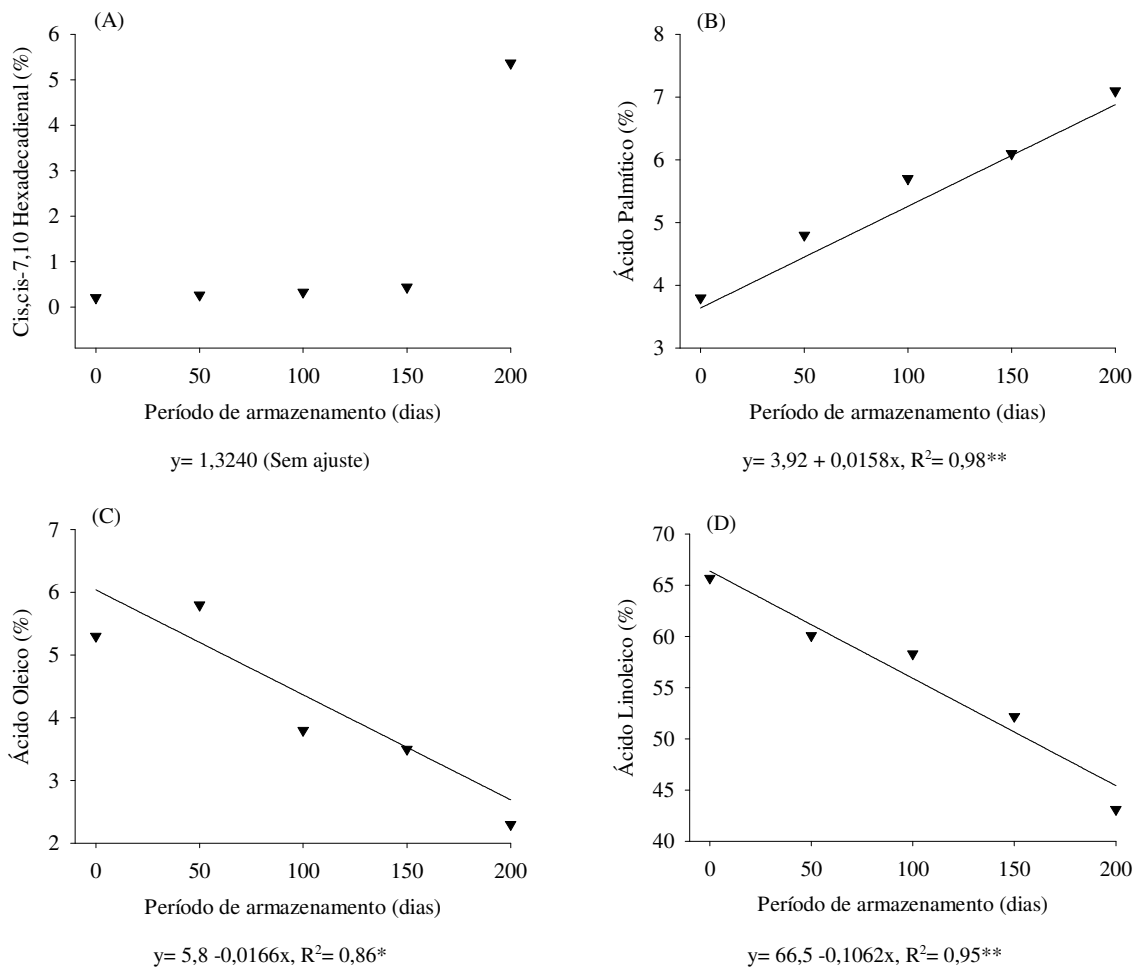 (A)
Cis,cis-7,10 Hexadecadienal (%)
6
5
4
3
2
1
0
0 50 100 150 200
Período de armazenamento (dias)
y= 1,3240 (Sem ajuste)
(B)
Ácido Palmítico (%)
8
7
6
5
4
3
0 50 100 150 200
Período de armazenamento (dias)
y= 3,92 + 0,0158x, R²= 0,98**
(C)
Ácido Oleico (%)
7
6
5
4
3
2
0 50 100 150 200
Período de armazenamento (dias)
y= 5,8 -0,0166x, R²= 0,86*
(D)
Ácido Linoleico (%)
70
65
60
55
50
45
40
0 50 100 150 200
Período de armazenamento (dias)
y= 66,5 -0,1062x, R²= 0,95**